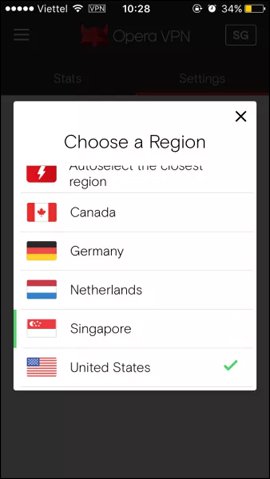 Viettel VPN 10:28 34%
Opera VPN SG
Stats Settings
Choose a Region
Autoselect the closest
region
Canada
Germany
Netherlands
Singapore
United States